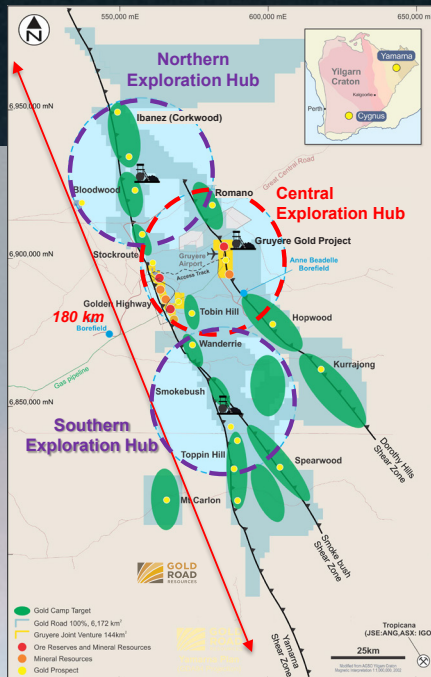 550,000 mE
600,000 mE
650,000 mE
N
Northern
Exploration Hub
Yilgarn
Craton
Yamarna
Kalgoorlie
Perth
Cygnus
6,950,000 mN
Ibanez (Corkwood)
Great Central Road
Bloodwood
Romano
Central
Exploration Hub
Stockroute
Gruyere Gold Project
6,900,000 mN
Gruyere
Airport
Access Track
Anne Beadelle
Borefield
Golden Highway
180 km
Borefield
Tobin Hill
Hopwood
Wanderrie
Gas pipeline
Kurrajong
Smokebush
6,850,000 mN
Southern
Exploration Hub
Dorothy Hills
Shear Zone
Toppin Hill
Spearwood
Mt Carlon
Smoke bush
Shear Zone
GOLD
ROAD
RESOURCES
Yamarna
Shear Zone
Gold Camp Target
Gold Road 100%, 6,172 km²
Gruyere Joint Venture 144km²
Ore Reserves and Mineral Resources
Mineral Resources
Gold Prospect
Tropicana
(JSE:ANG,ASX: IGO)
25km